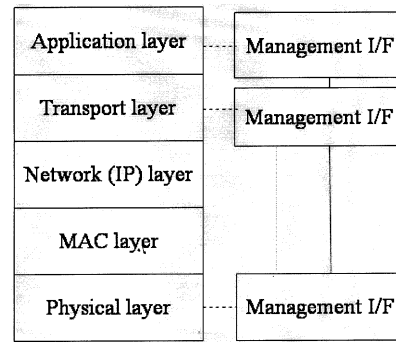 Application layer
Management I/F
Transport layer
Management I/F
Network (IP) layer
MAC layer
Physical layer
Management I/F